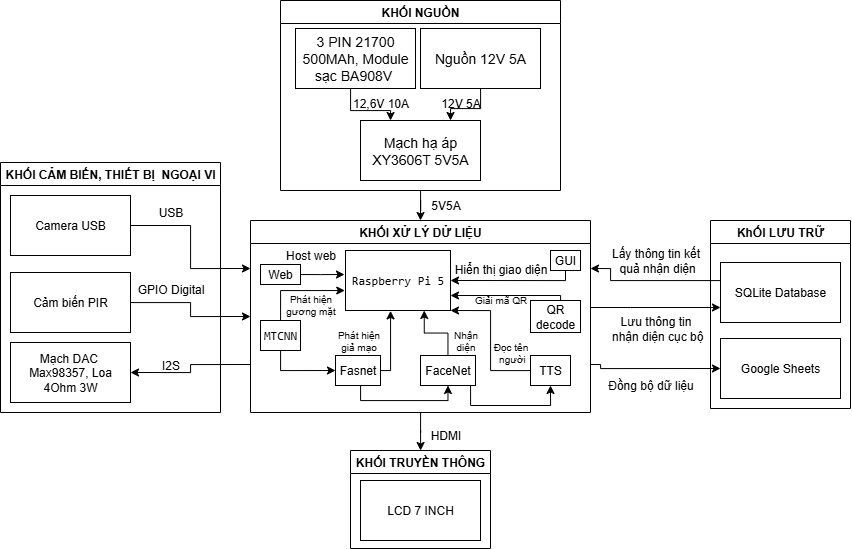 KHỐI NGUỒN
3 PIN 21700
500MAh, Module
sạc BA908V
Nguồn 12V 5A
12,6V 10A
12V 5A
Mạch hạ áp
XY3606T 5V5A
5V5A
KHỐI CẢM BIẾN, THIẾT BỊ NGOẠI VI
Camera USB
USB
Cảm biến PIR
GPIO Digital
Mạch DAC
Max98357, Loa
4Ohm 3W
I2S
KHỐI XỬ LÝ DỮ LIỆU
Host web
Web
Raspberry Pi 5
Hiển thị giao diện
GUI
Phát hiện
gương mặt
Giải mã QR
QR
decode
MTCNN
Phát hiện
giả mạo
Nhận
diện
Đọc tên
người
Fasnet
FaceNet
TTS
KhỐI LƯU TRỮ
Lấy thông tin kết
quả nhận diện
SQLite Database
Lưu thông tin
nhận diện cục bộ
Google Sheets
Đồng bộ dữ liệu
HDMI
KHỐI TRUYỀN THÔNG
LCD 7 INCH